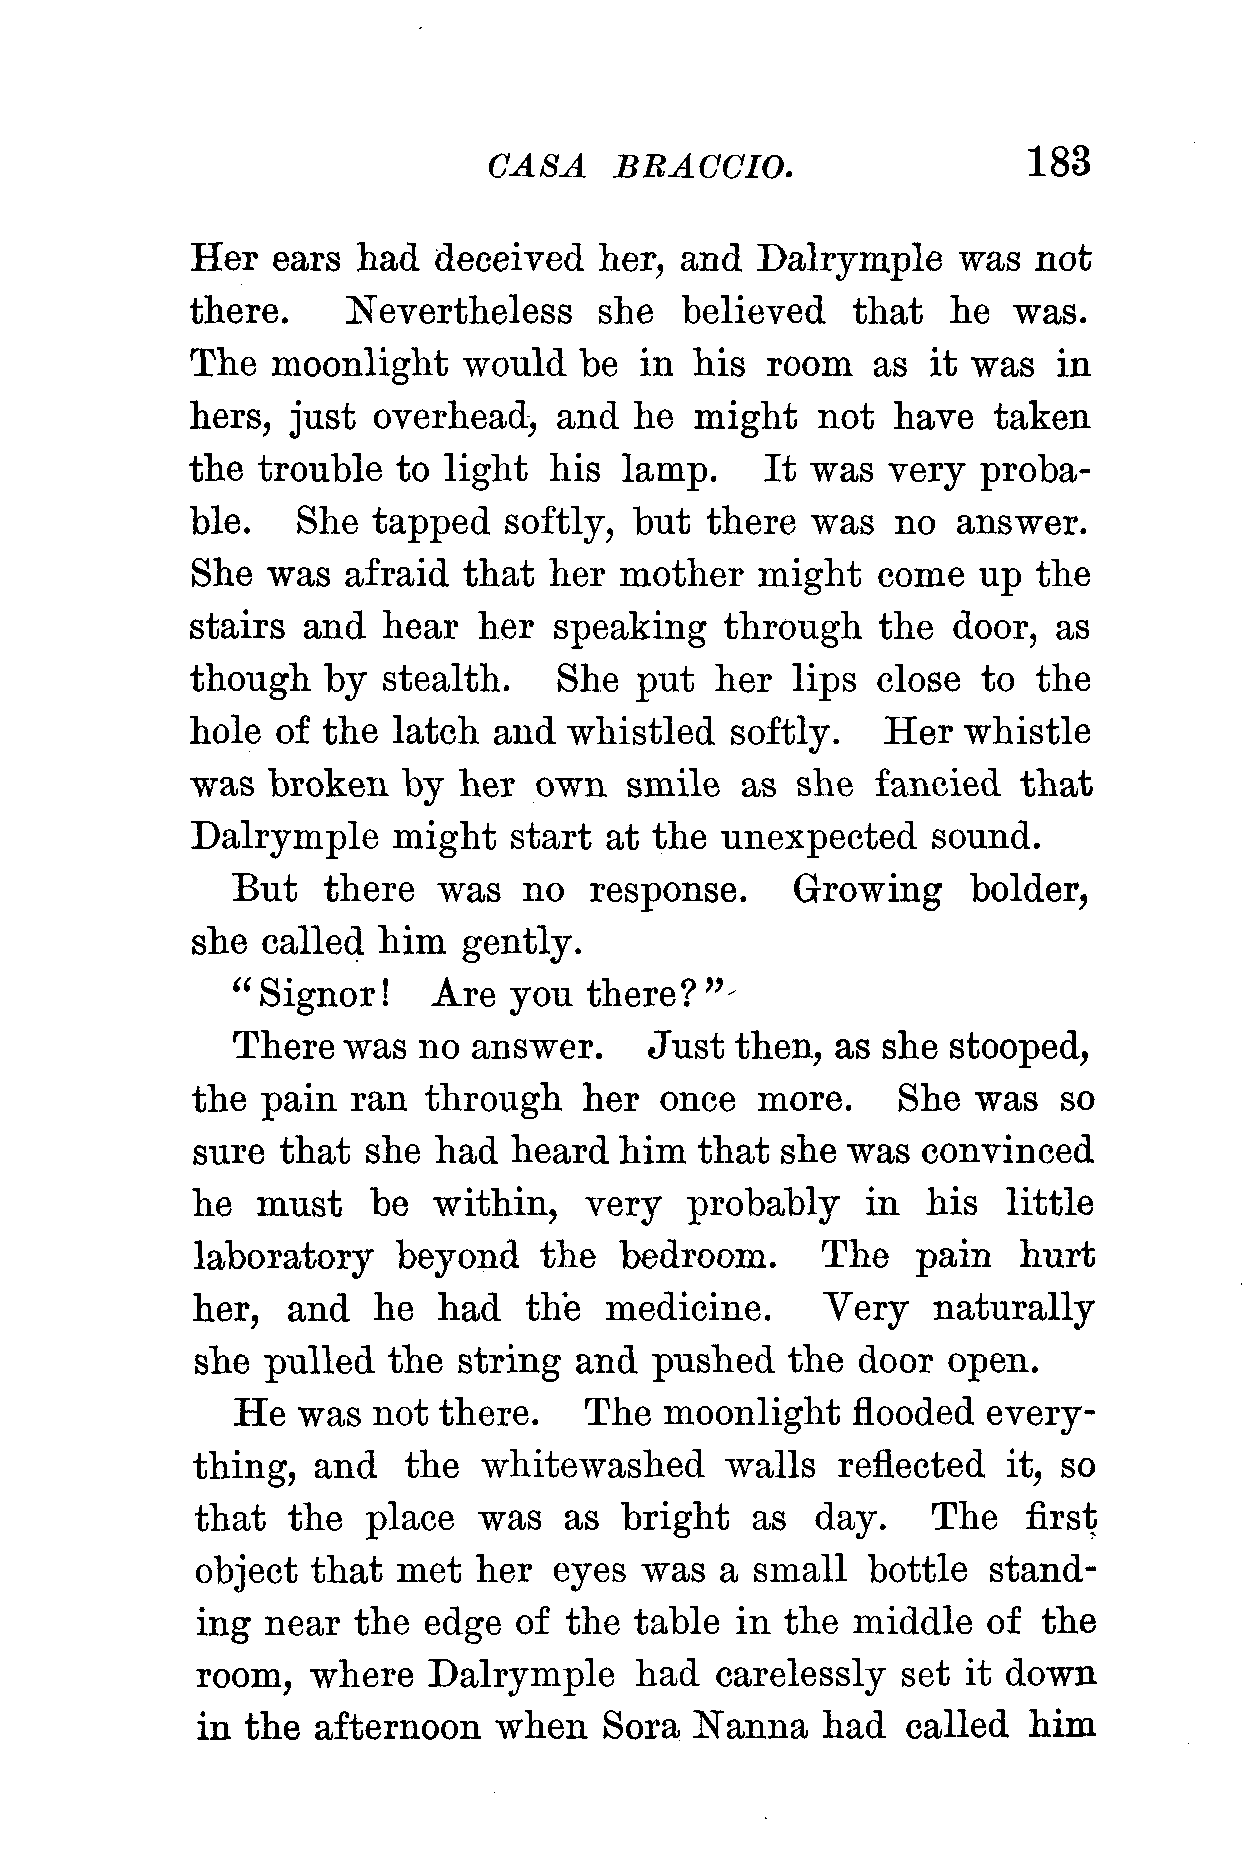 CASA BRACCIO. 183
Her ears had deceived her, and Dalrymple was not
there. Nevertheless she believed that he was.
The moonlight would be in his room as it was in
hers, just overhead, and he might not have taken
the trouble to light his lamp. It was very proba-
ble. She tapped softly, but there was no answer.
She was afraid that her mother might come up the
stairs and hear her speaking through the door, as
though by stealth. She put her lips close to the
hole of the latch and whistled softly. Her whistle
was broken by her own smile as she fancied that
Dalrymple might start at the unexpected sound.
But there was no response. Growing bolder,
she called him gently.
"Signor! Are you there?"
There was no answer. Just then, as she stooped,
the pain ran through her once more. She was so
sure that she had heard him that she was convinced
he must be within, very probably in his little
laboratory beyond the bedroom. The pain hurt
her, and he had the medicine. Very naturally
she pulled the string and pushed the door open.
He was not there. The moonlight flooded every-
thing, and the whitewashed walls reflected it, so
that the place was as bright as day. The first
object that met her eyes was a small bottle stand-
ing near the edge of the table in the middle of the
room, where Dalrymple had carelessly set it down
in the afternoon when Sora Nanna had called him